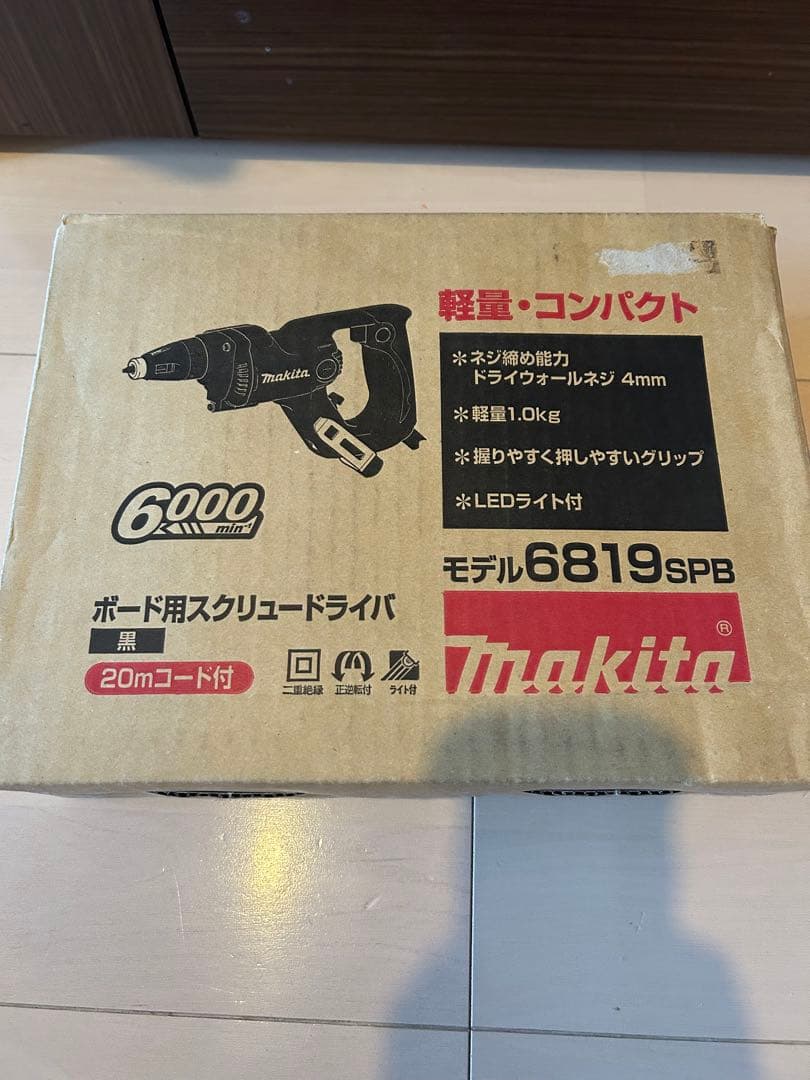 軽量・コンパクト
makita
＊ネジ締め能力
ドライウォールネジ 4mm
＊軽量1.0kg
＊握りやすく押しやすいグリップ
＊LEDライト付
6000
min⁻¹
モデル6819SPB
ボード用スクリュードライバ
黒
20mコード付
二重絶縁
正逆転付
ライト付
makita®